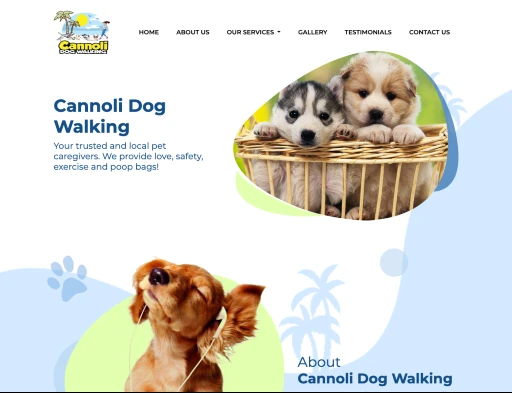 Cannoli
DOG WALKING
HOME
ABOUT US
OUR SERVICES
GALLERY
TESTIMONIALS
CONTACT US
Cannoli Dog
Walking
Your trusted and local pet
caregivers. We provide love, safety,
exercise and poop bags!
About
Cannoli Dog Walking